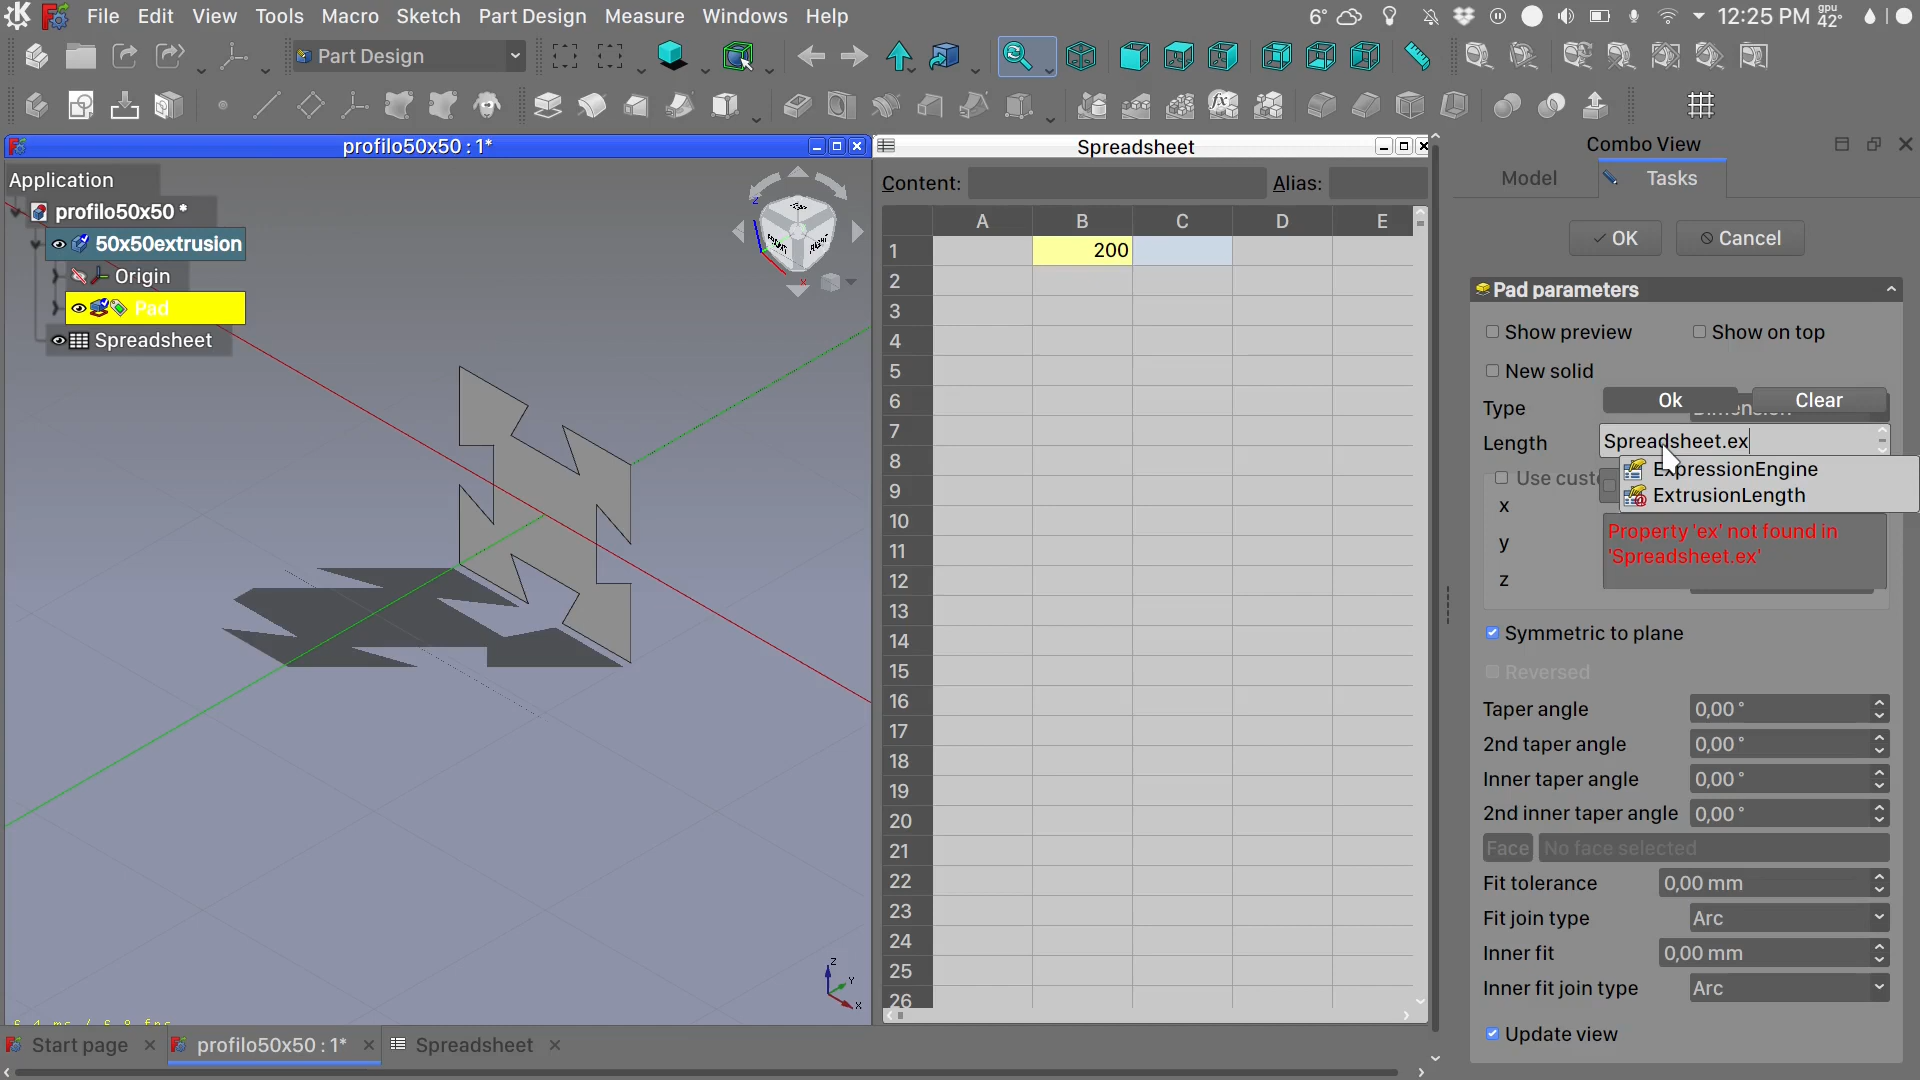 File Edit View Tools Macro Sketch Part Design Measure Windows Help
6° 12:25 PM gpu 42°
Part Design
profilo50x50 : 1*
Spreadsheet
Combo View
Application
Content:
Alias:
Model Tasks
profilo50x50 *
A B C D E
50x50extrusion
OK Cancel
1 200
Origin
2
Pad parameters
Pad
3
Show preview Show on top
Spreadsheet
4
5
New solid
6
Ok Clear
Type
7
Length Spreadsheet.ex
8
ExpressionEngine
Use cust
9
ExtrusionLength
x
10
Property 'ex' not found in
'Spreadsheet.ex'
11
y
12
z
13
Symmetric to plane
14
15
Reversed
16
Taper angle 0,00 °
17
2nd taper angle 0,00 °
18
Inner taper angle 0,00 °
19
2nd inner taper angle 0,00 °
20
21
Face No face selected
22
Fit tolerance 0,00 mm
23
Fit join type Arc
24
Inner fit 0,00 mm
25
Inner fit join type Arc
26
Z
Y
X
Update view
Start page profilo50x50 : 1* Spreadsheet